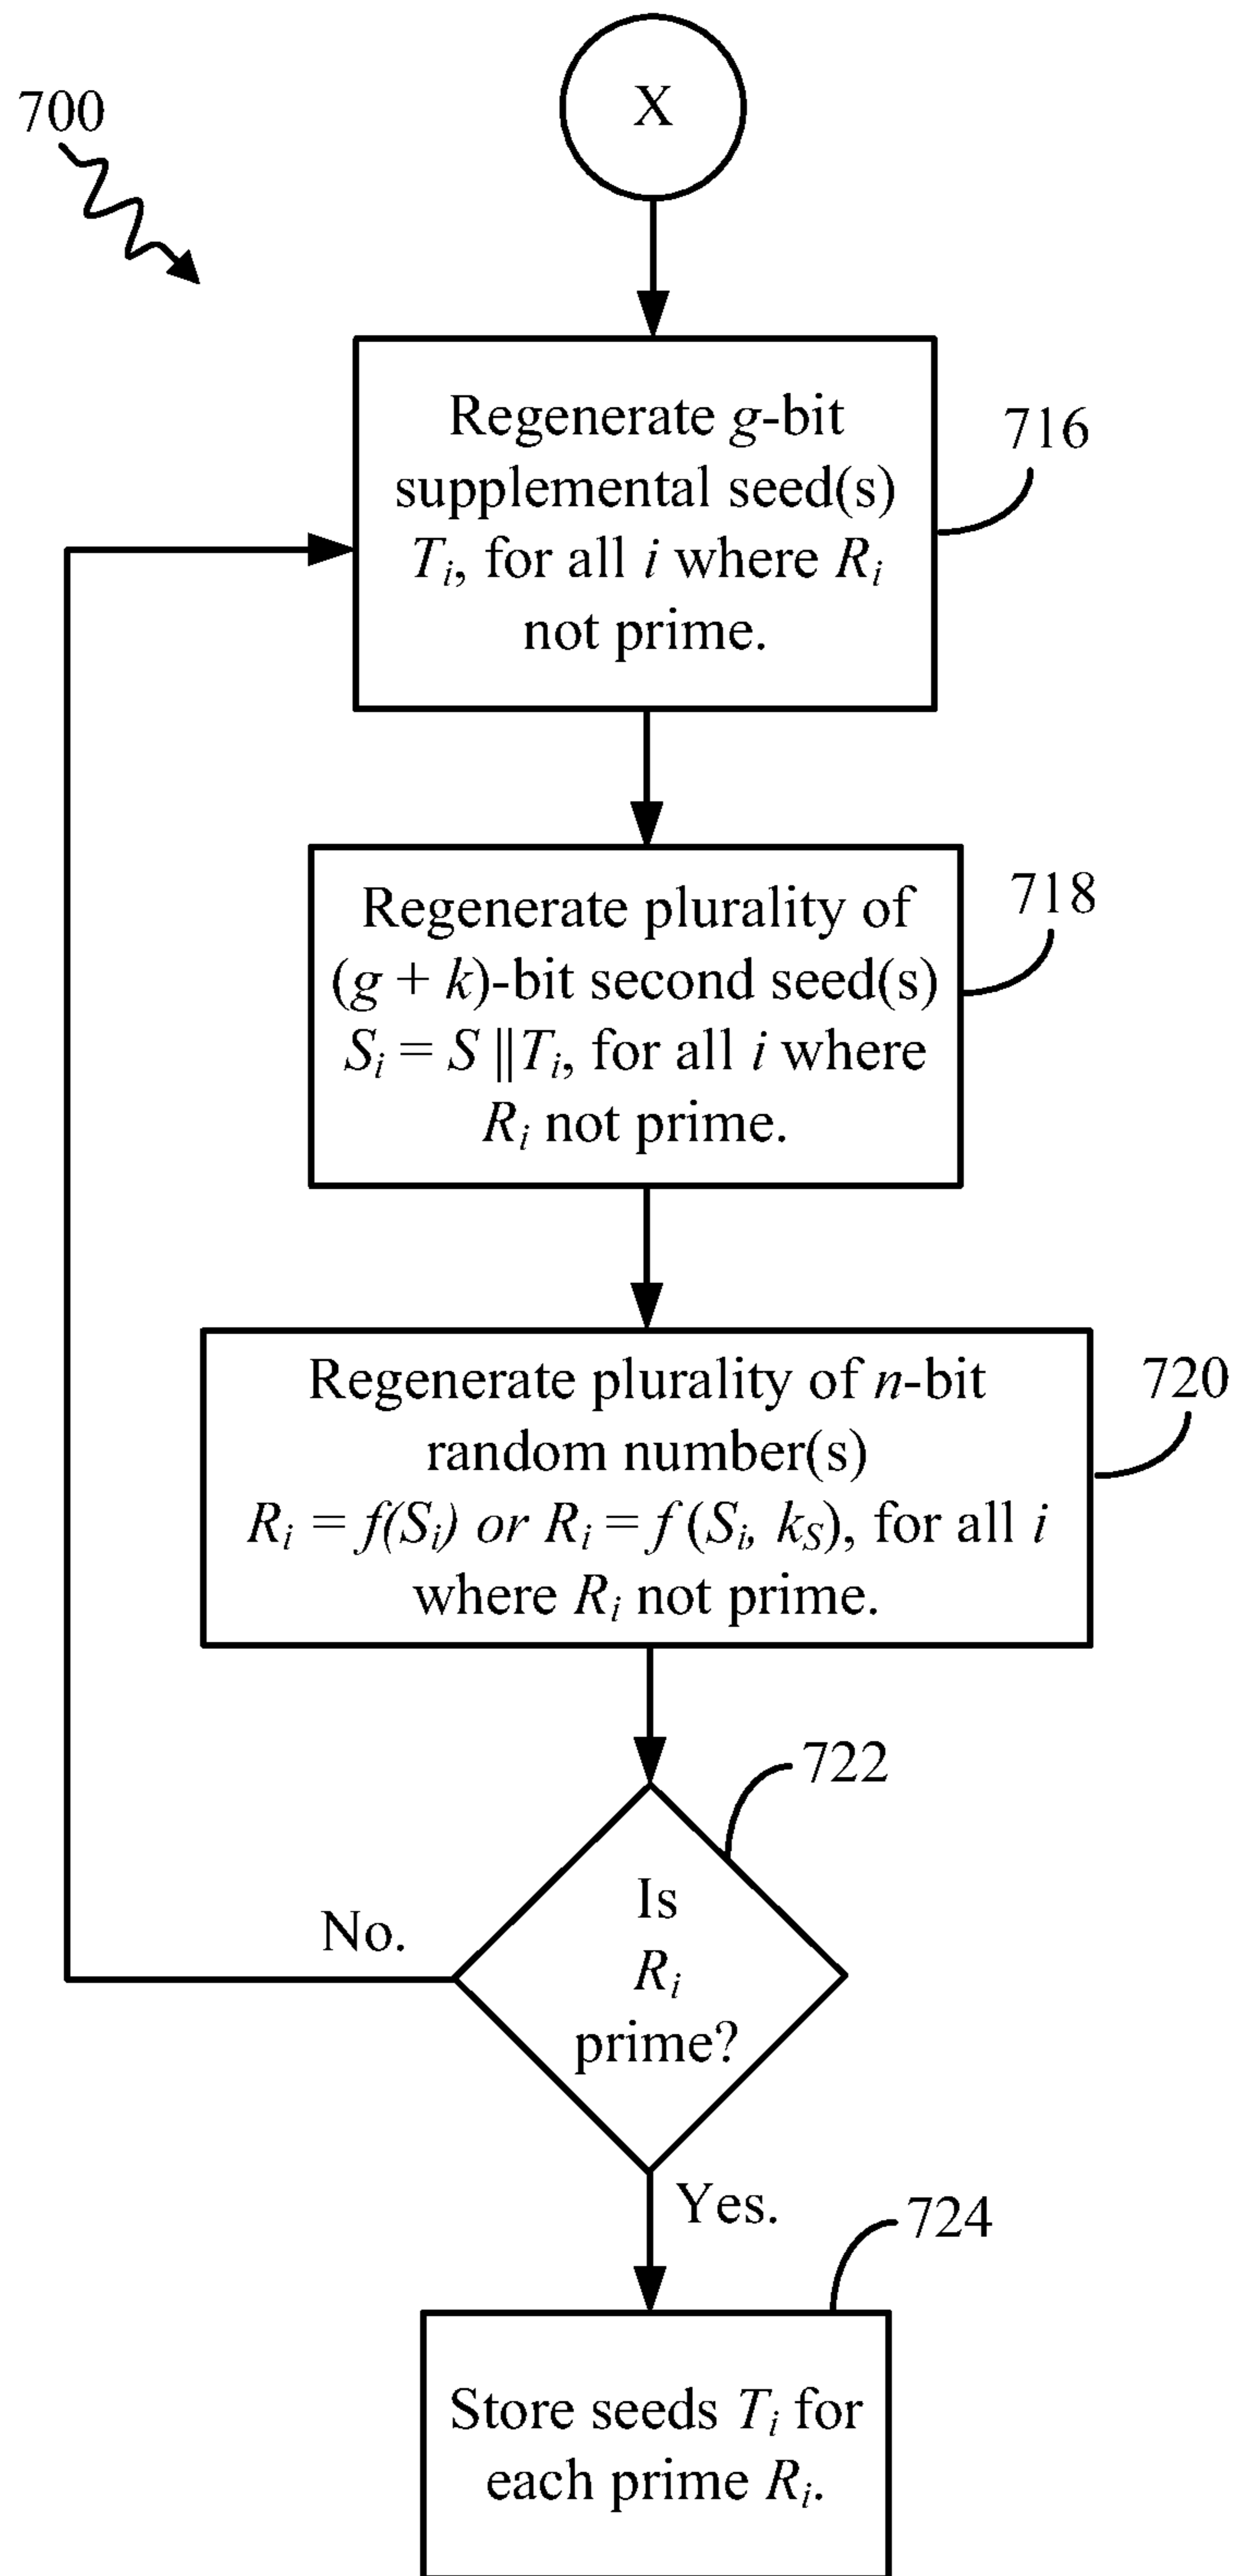 X
700
Regenerate g-bit
supplemental seed(s)
Tᵢ, for all i where Rᵢ
not prime.
716
Regenerate plurality of
(g + k)-bit second seed(s)
Sᵢ = S || Tᵢ, for all i where
Rᵢ not prime.
718
Regenerate plurality of n-bit
random number(s)
Rᵢ = f(Sᵢ) or Rᵢ = f (Sᵢ, k_S), for all i
where Rᵢ not prime.
720
722
Is
Rᵢ
prime?
No.
Yes.
724
Store seeds Tᵢ for
each prime Rᵢ.